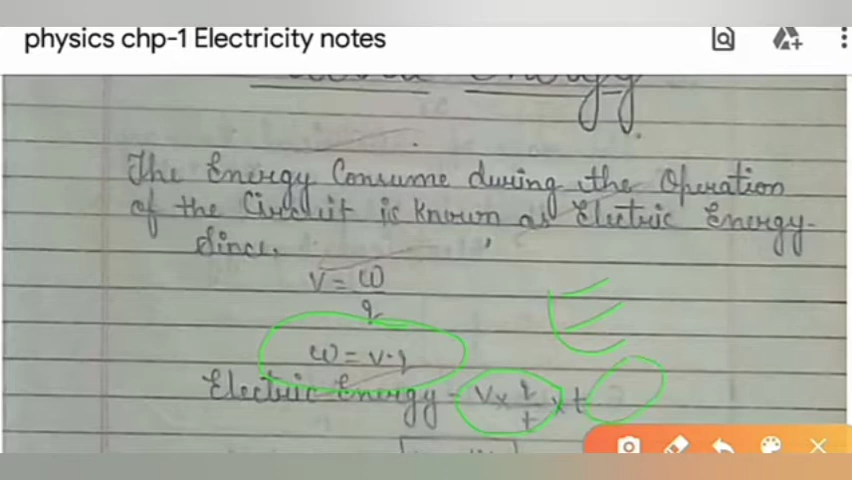 physics chp-1 Electricity notes
Energy
The Energy Consume during the Operation
of the Circuit is known as Electric Energy.
Since,
V = W
q
W = V·q
E
Electric Energy = V x q x t
t